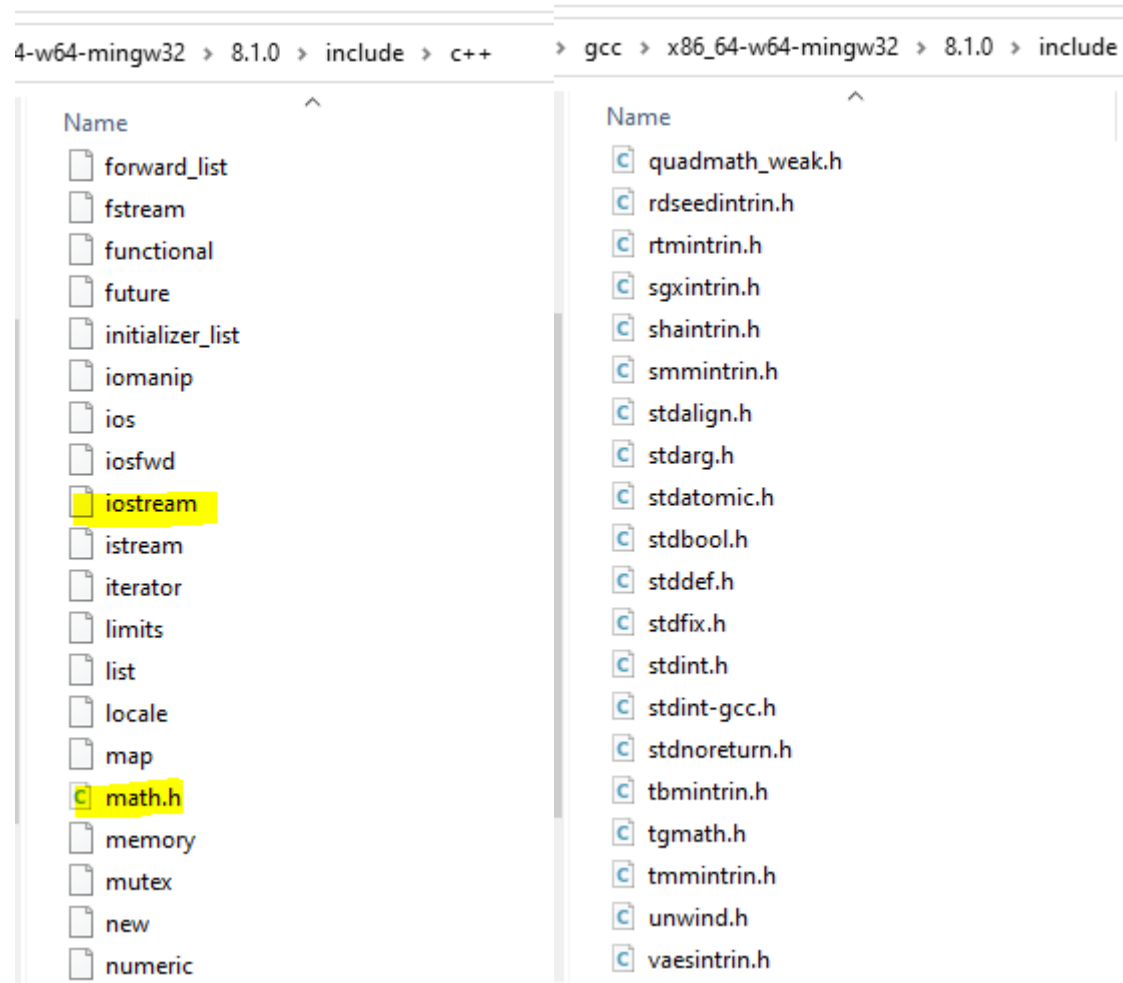 4-w64-mingw32 > 8.1.0 > include > c++
Name
forward_list
fstream
functional
future
initializer_list
iomanip
ios
iosfwd
iostream
istream
iterator
limits
list
locale
map
math.h
memory
mutex
new
numeric
> gcc > x86_64-w64-mingw32 > 8.1.0 > include
Name
quadmath_weak.h
rdseedintrin.h
rtmintrin.h
sgxintrin.h
shaintrin.h
smmintrin.h
stdalign.h
stdarg.h
stdatomic.h
stdbool.h
stddef.h
stdfix.h
stdint.h
stdint-gcc.h
stdnoreturn.h
tbmintrin.h
tgmath.h
tmmintrin.h
unwind.h
vaesintrin.h